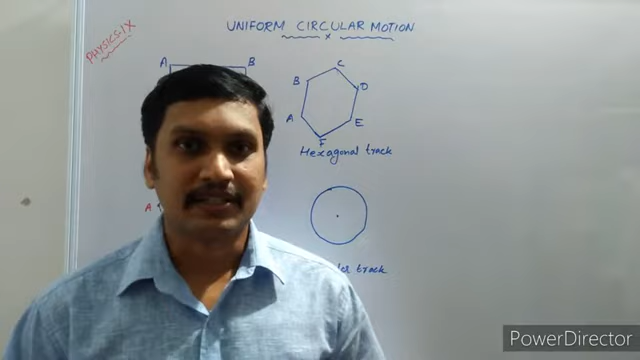 PHYSICS-IX
UNIFORM CIRCULAR MOTION
x
A B
C
B
D
A
E
F
Hexagonal track
A
track
PowerDirector